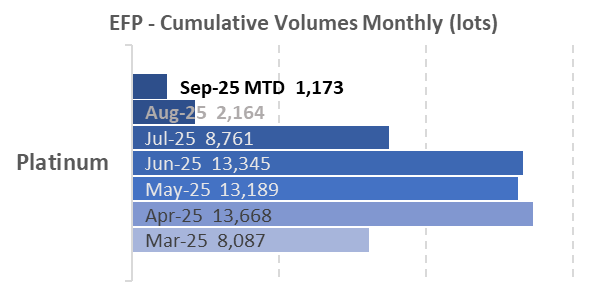 EFP - Cumulative Volumes Monthly (lots)
Sep-25 MTD 1,173
Aug-25 2,164
Jul-25 8,761
Platinum
Jun-25 13,345
May-25 13,189
Apr-25 13,668
Mar-25 8,087